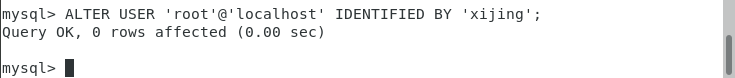 mysql> ALTER USER 'root'@'localhost' IDENTIFIED BY 'xijing';
Query OK, 0 rows affected (0.00 sec)
mysql>